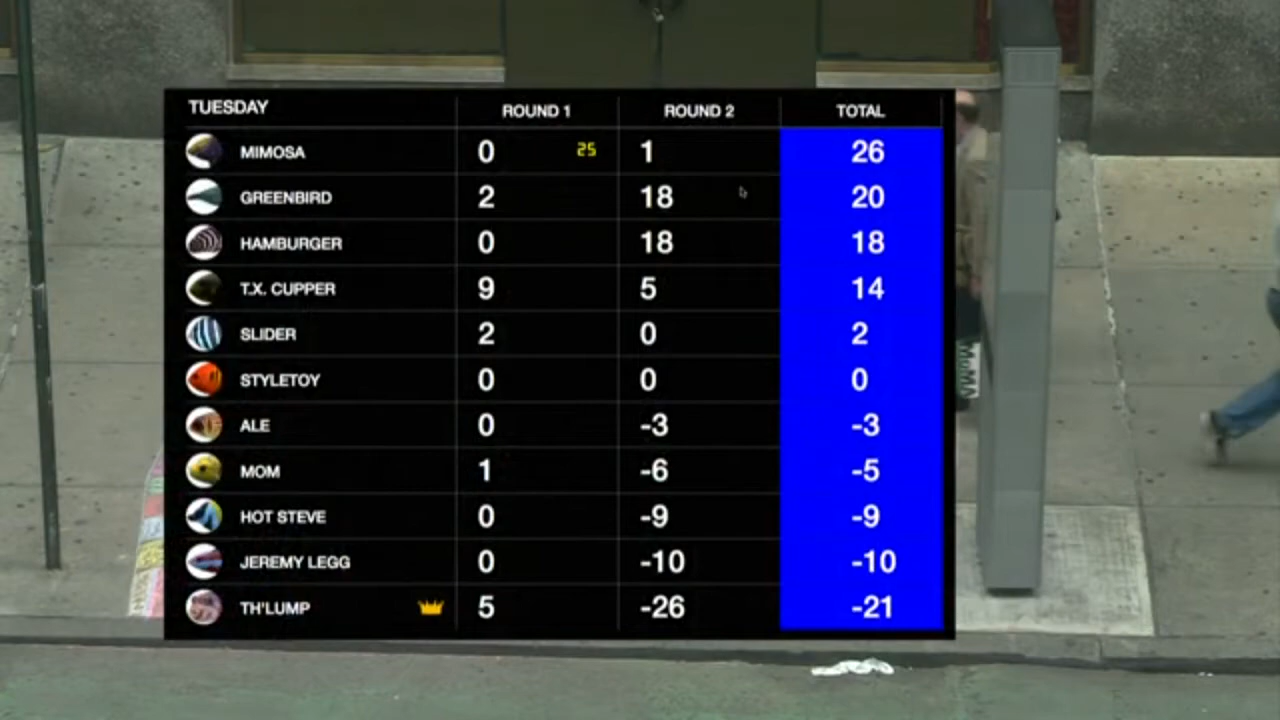 TUESDAY ROUND 1 ROUND 2 TOTAL
MIMOSA 0 25 1 26
GREENBIRD 2 18 20
HAMBURGER 0 18 18
T.X. CUPPER 9 5 14
SLIDER 2 0 2
STYLETOY 0 0 0
ALE 0 -3 -3
MOM 1 -6 -5
HOT STEVE 0 -9 -9
JEREMY LEGG 0 -10 -10
TH'LUMP 5 -26 -21
MoMA